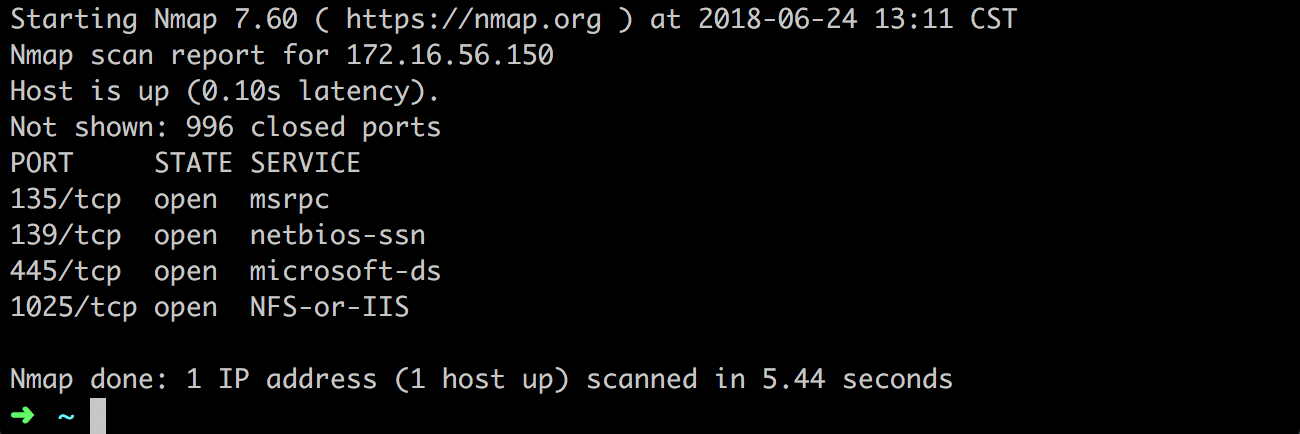 Starting Nmap 7.60 ( https://nmap.org ) at 2018-06-24 13:11 CST
Nmap scan report for 172.16.56.150
Host is up (0.10s latency).
Not shown: 996 closed ports
PORT     STATE SERVICE
135/tcp  open  msrpc
139/tcp  open  netbios-ssn
445/tcp  open  microsoft-ds
1025/tcp open  NFS-or-IIS
Nmap done: 1 IP address (1 host up) scanned in 5.44 seconds
➜ ~